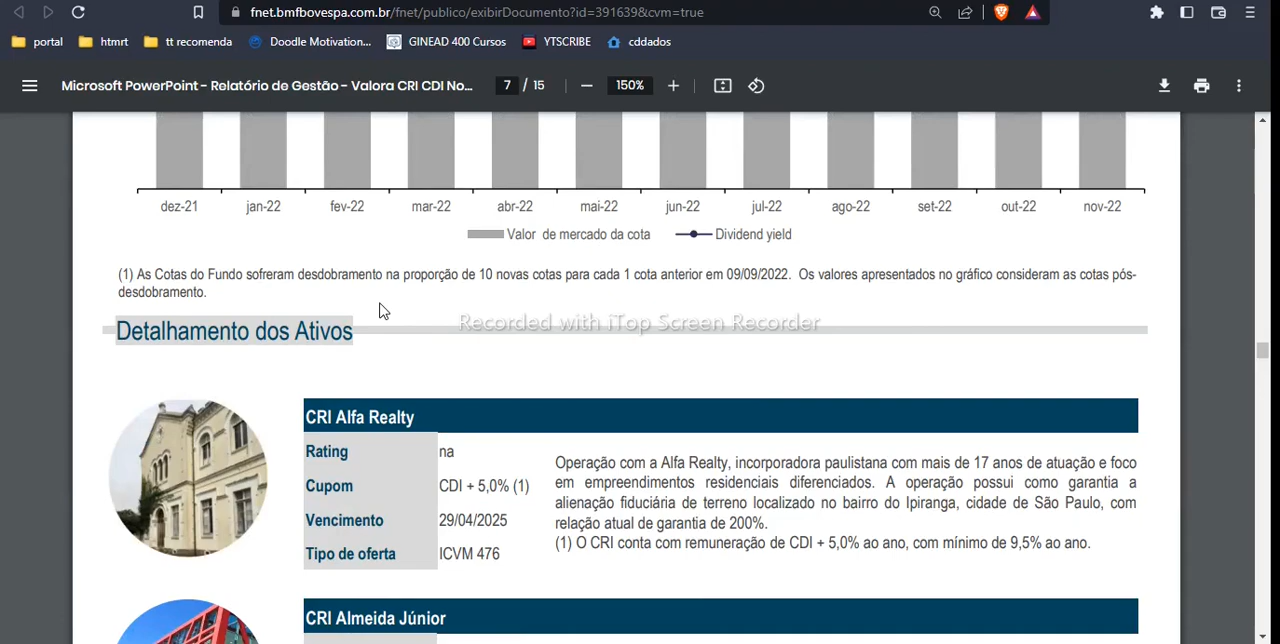 fnet.bmfbovespa.com.br/fnet/publico/exibirDocumento?id=391639&cvm=true
portal htmrt tt recomenda Doodle Motivation... GINEAD 400 Cursos YTSCRIBE cddados
Microsoft PowerPoint - Relatório de Gestão - Valora CRI CDI No... 7 / 15 150%
dez-21 jan-22 fev-22 mar-22 abr-22 mai-22 jun-22 jul-22 ago-22 set-22 out-22 nov-22
Valor de mercado da cota Dividend yield
(1) As Cotas do Fundo sofreram desdobramento na proporção de 10 novas cotas para cada 1 cota anterior em 09/09/2022. Os valores apresentados no gráfico consideram as cotas pós-
desdobramento.
Recorded with iTop Screen Recorder
Detalhamento dos Ativos
CRI Alfa Realty
Rating na
Cupom CDI + 5,0% (1)
Vencimento 29/04/2025
Tipo de oferta ICVM 476
Operação com a Alfa Realty, incorporadora paulistana com mais de 17 anos de atuação e foco
em empreendimentos residenciais diferenciados. A operação possui como garantia a
alienação fiduciária de terreno localizado no bairro do Ipiranga, cidade de São Paulo, com
relação atual de garantia de 200%.
(1) O CRI conta com remuneração de CDI + 5,0% ao ano, com mínimo de 9,5% ao ano.
CRI Almeida Júnior